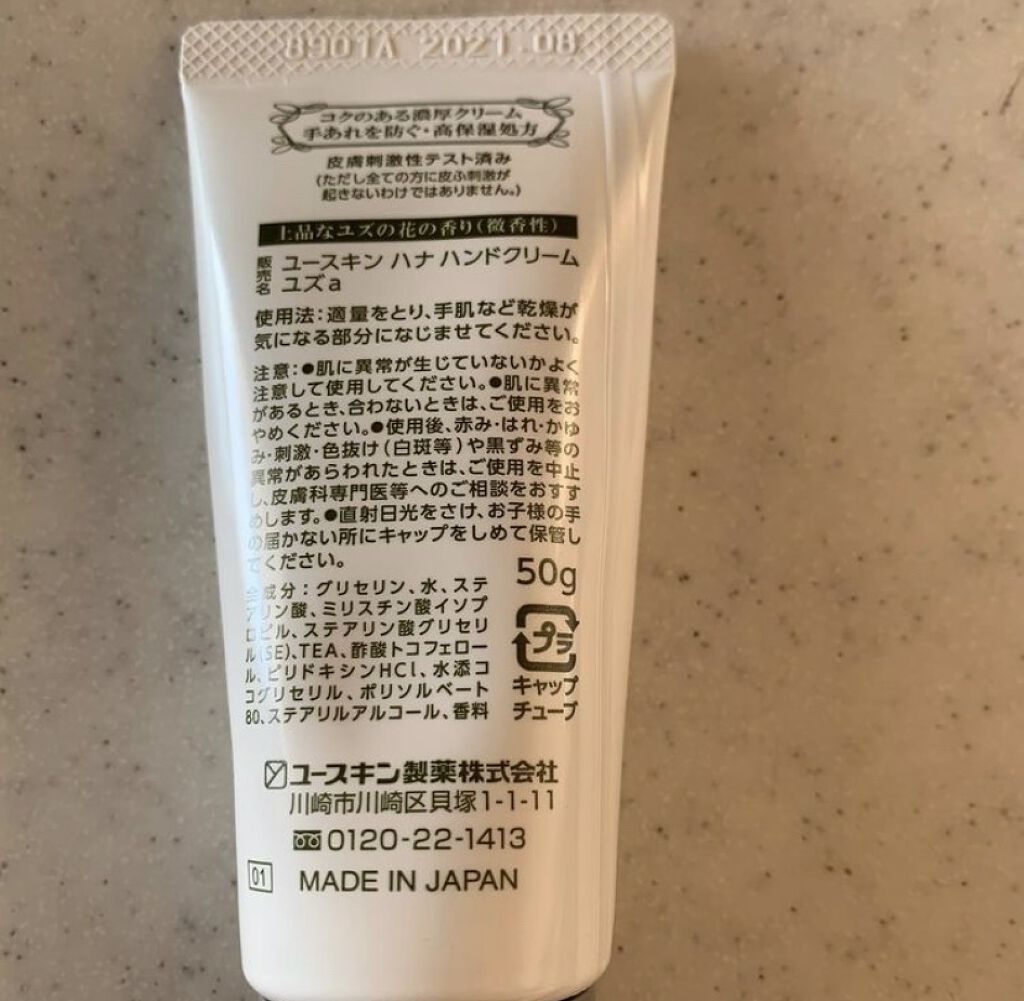 8901A 2021.08
コクのある濃厚クリーム
手あれを防ぐ・高保湿処方
皮膚刺激性テスト済み
(ただし全ての方に皮ふ刺激が
起きないわけではありません。)
上品なユズの花の香り(微香性)
販売名 ユースキン ハナ ハンドクリーム
ユズa
使用法:適量をとり、手肌など乾燥が
気になる部分になじませてください。
注意:●肌に異常が生じていないかよく
注意して使用してください。●肌に異常
があるとき、合わないときは、ご使用をお
やめください。●使用後、赤み・はれ・かゆ
み・刺激・色抜け(白斑等)や黒ずみ等の
異常があらわれたときは、ご使用を中止
し、皮膚科専門医等へのご相談をおすす
めします。●直射日光をさけ、お子様の手
の届かない所にキャップをしめて保管し
てください。
50g
全成分:グリセリン、水、ステ
アリン酸、ミリスチン酸イソプ
ロピル、ステアリン酸グリセリ
ル(SE)、TEA、酢酸トコフェロー
ル、ピリドキシンHCl、水添コ
コグリセリル、ポリソルベート
80、ステアリルアルコール、香料
プラ
キャップ
チューブ
ユースキン製薬株式会社
川崎市川崎区貝塚1-1-11
0120-22-1413
01 MADE IN JAPAN